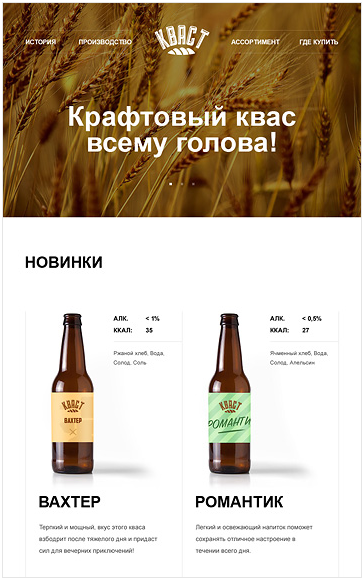 ИСТОРИЯ ПРОИЗВОДСТВО КВАСТ АССОРТИМЕНТ ГДЕ КУПИТЬ
Крафтовый квас
всему голова!
НОВИНКИ
АЛК. < 1%
ККАЛ: 35
Ржаной хлеб, Вода,
Солод, Соль
КВАСТ
ВАХТЕР
ВАХТЕР
Терпкий и мощный, вкус этого кваса
взбодрит после тяжелого дня и придаст
сил для вечерних приключений!
АЛК. < 0,5%
ККАЛ: 27
Ячменный хлеб, Вода,
Солод, Апельсин
КВАСТ
РОМАНТИ
РОМАНТИК
Легкий и освежающий напиток поможет
сохранять отличное настроение в
течении всего дня.